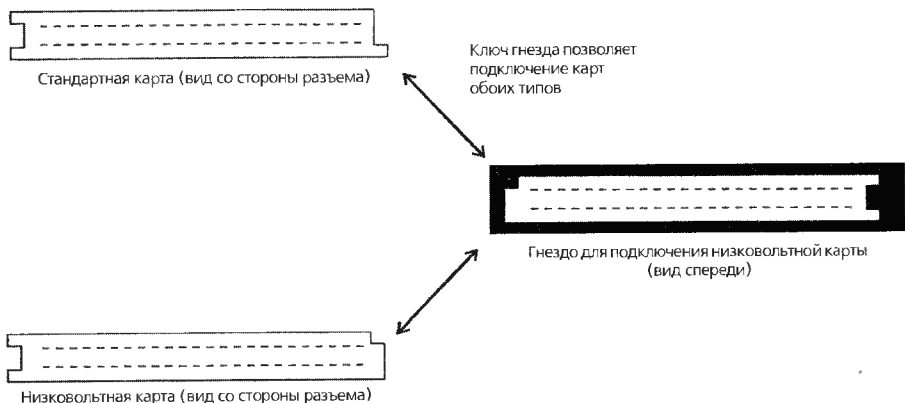 Стандартная карта (вид со стороны разъема)
Ключ гнезда позволяет
подключение карт
обоих типов
Гнездо для подключения низковольтной карты
(вид спереди)
Низковольтная карта (вид со стороны разъема)